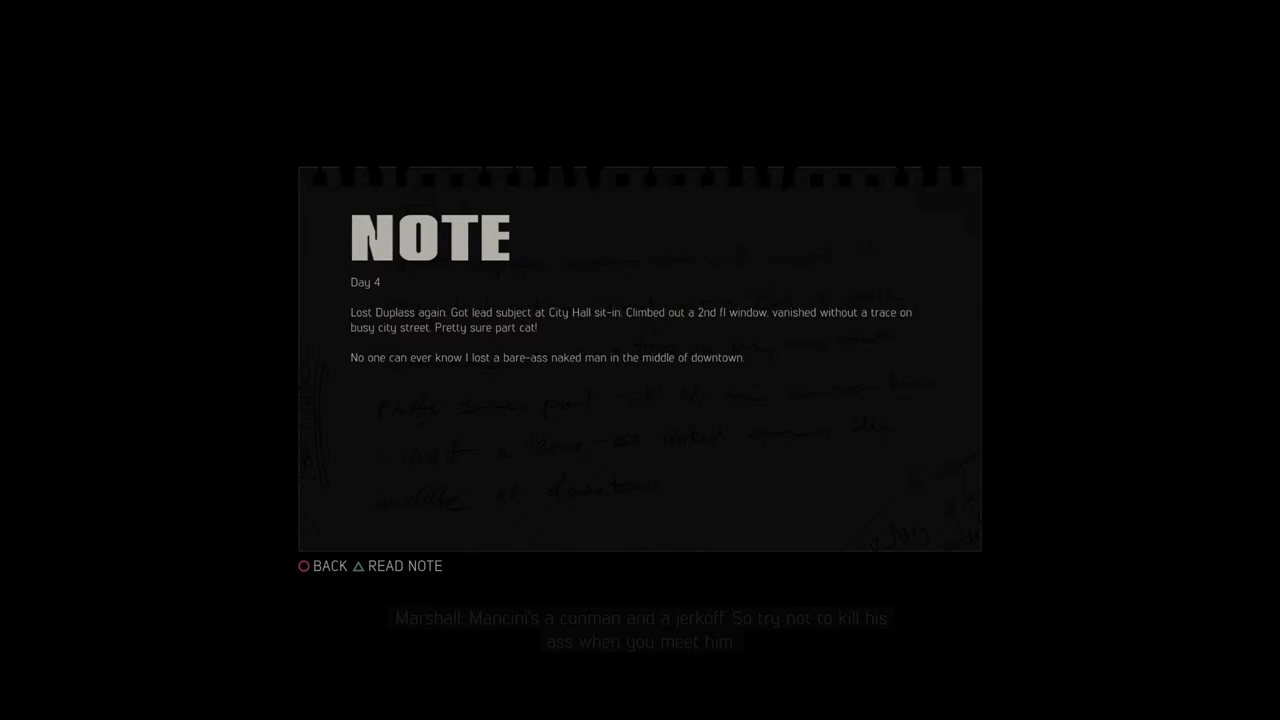 NOTE
Day 4
Lost Duplass again. Got lead subject at City Hall sit-in. Climbed out a 2nd fl window, vanished without a trace on
busy city street. Pretty sure part cat!
No one can ever know I lost a bare-ass naked man in the middle of downtown.
BACK READ NOTE
Marshall: Mancini's a conman and a jerkoff. So try not to kill his
ass when you meet him.